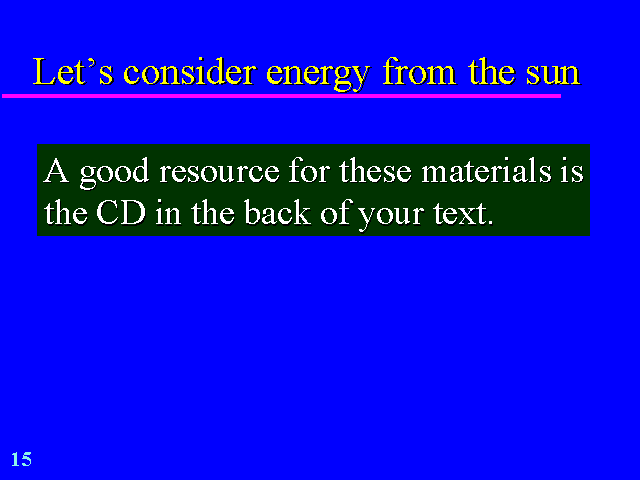 Let’s consider energy from the sun
A good resource for these materials is
the CD in the back of your text.
15